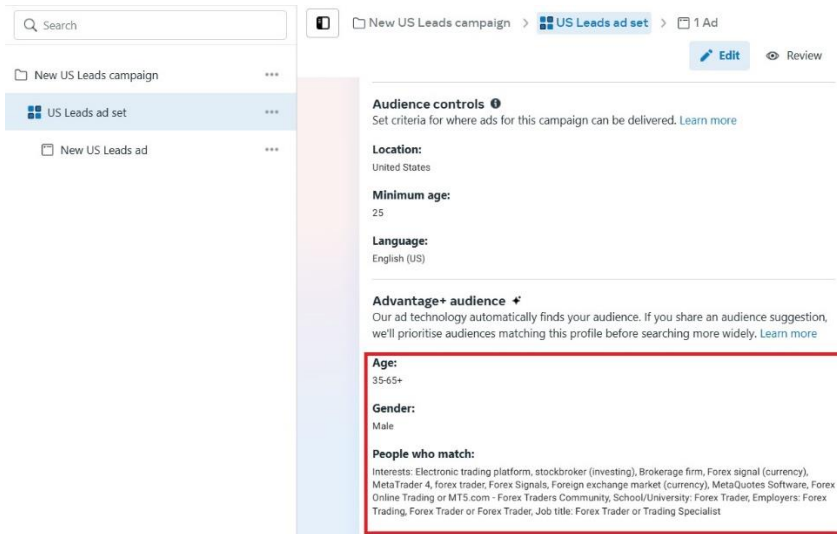 Search
New US Leads campaign > US Leads ad set > 1 Ad
Edit Review
New US Leads campaign
US Leads ad set
New US Leads ad
Audience controls
Set criteria for where ads for this campaign can be delivered. Learn more
Location:
United States
Minimum age:
25
Language:
English (US)
Advantage+ audience
Our ad technology automatically finds your audience. If you share an audience suggestion,
we'll prioritise audiences matching this profile before searching more widely. Learn more
Age:
35-65+
Gender:
Male
People who match:
Interests: Electronic trading platform, stockbroker (investing), Brokerage firm, Forex signal (currency),
MetaTrader 4, forex trader, Forex Signals, Foreign exchange market (currency), MetaQuotes Software, Forex
Online Trading or MT5.com - Forex Traders Community, School/University: Forex Trader, Employers: Forex
Trading, Forex Trader or Forex Trader, Job title: Forex Trader or Trading Specialist